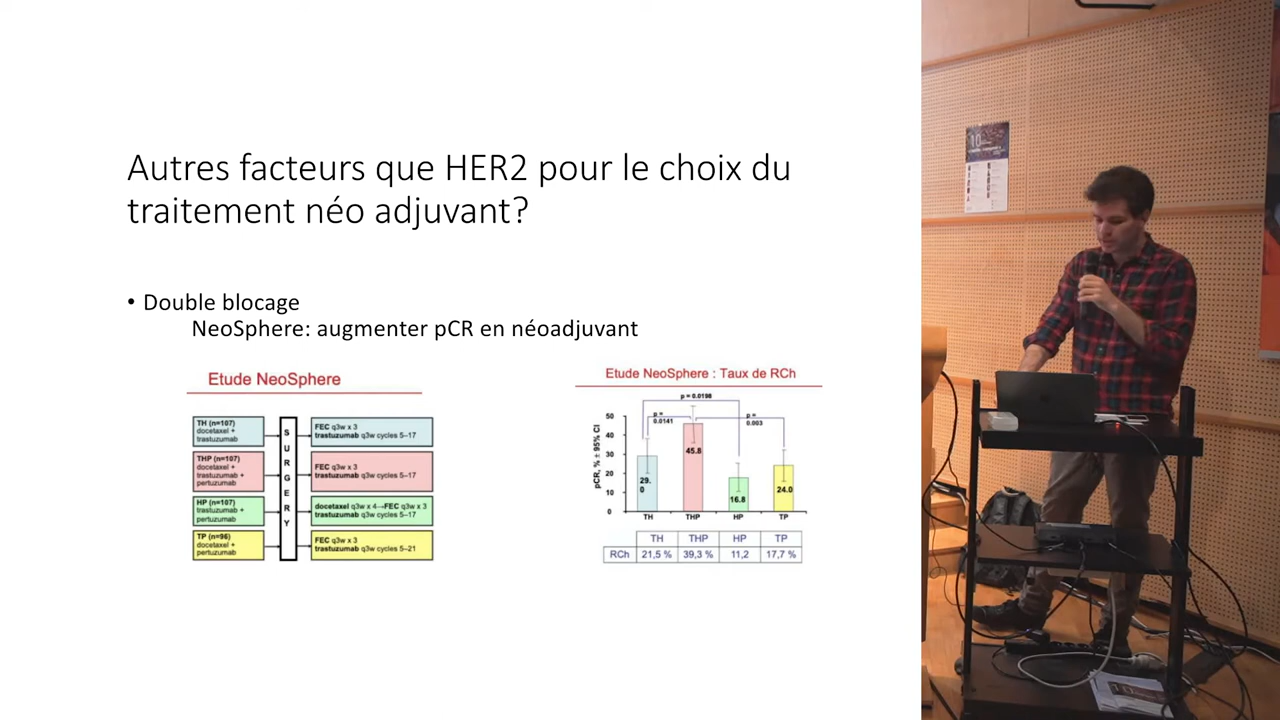 Autres facteurs que HER2 pour le choix du
traitement néo adjuvant?
• Double blocage
NeoSphere: augmenter pCR en néoadjuvant
Etude NeoSphere
TH (n=107)
docetaxel +
trastuzumab
THP (n=107)
docetaxel +
trastuzumab +
pertuzumab
HP (n=107)
trastuzumab +
pertuzumab
TP (n=96)
docetaxel +
pertuzumab
SURGERY
FEC q3w x 3
trastuzumab q3w cycles 5–17
FEC q3w x 3
trastuzumab q3w cycles 5–17
docetaxel q3w x 4→FEC q3w x 3
trastuzumab q3w cycles 5–17
FEC q3w x 3
trastuzumab q3w cycles 5–21
Etude NeoSphere : Taux de RCh
p = 0.0198
p =
0.0141
p =
0.003
pCR, % ± 95% CI
50
40
30
20
10
0
29.
0
45.8
16.8
24.0
TH THP HP TP
TH THP HP TP
RCh 21,5 % 39,3 % 11,2 17,7 %
10